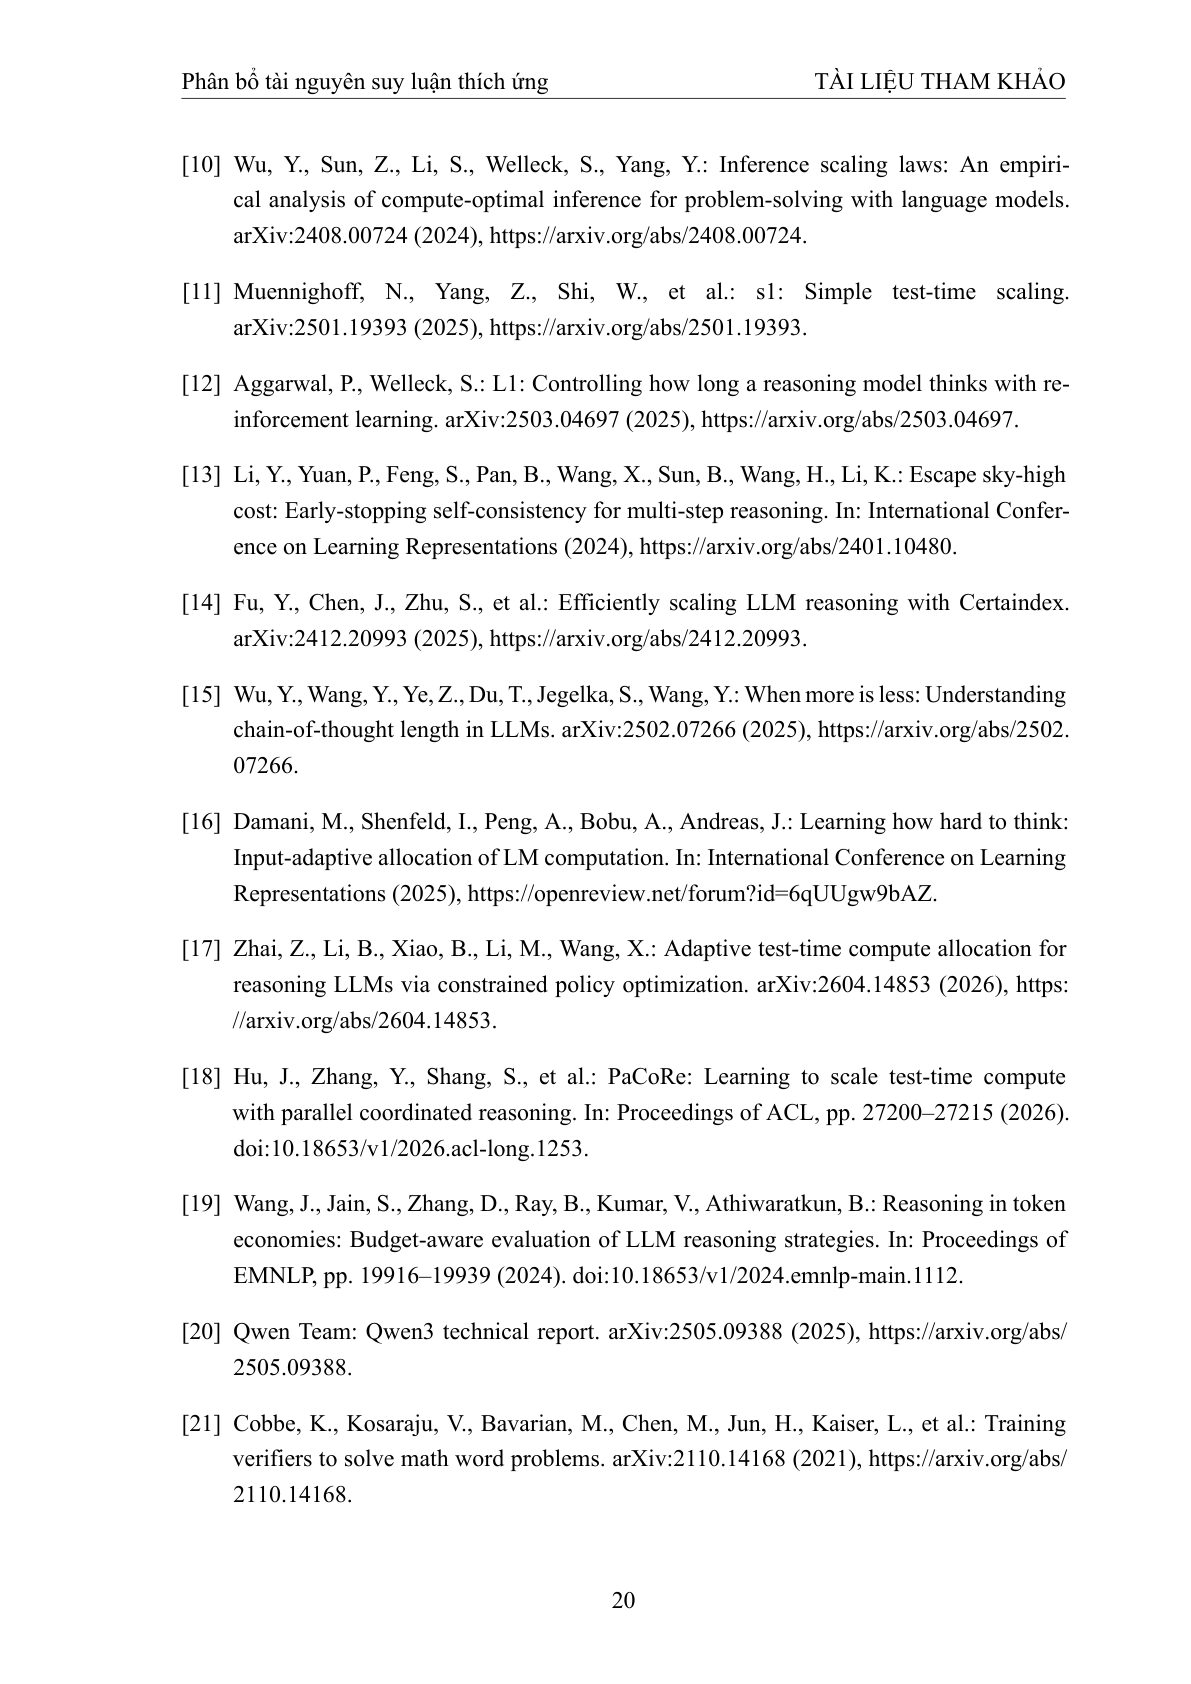 Phân bổ tài nguyên suy luận thích ứng TÀI LIỆU THAM KHẢO
[10] Wu, Y., Sun, Z., Li, S., Welleck, S., Yang, Y.: Inference scaling laws: An empiri-
cal analysis of compute-optimal inference for problem-solving with language models.
arXiv:2408.00724 (2024), https://arxiv.org/abs/2408.00724.
[11] Muennighoff, N., Yang, Z., Shi, W., et al.: s1: Simple test-time scaling.
arXiv:2501.19393 (2025), https://arxiv.org/abs/2501.19393.
[12] Aggarwal, P., Welleck, S.: L1: Controlling how long a reasoning model thinks with re-
inforcement learning. arXiv:2503.04697 (2025), https://arxiv.org/abs/2503.04697.
[13] Li, Y., Yuan, P., Feng, S., Pan, B., Wang, X., Sun, B., Wang, H., Li, K.: Escape sky-high
cost: Early-stopping self-consistency for multi-step reasoning. In: International Confer-
ence on Learning Representations (2024), https://arxiv.org/abs/2401.10480.
[14] Fu, Y., Chen, J., Zhu, S., et al.: Efficiently scaling LLM reasoning with Certaindex.
arXiv:2412.20993 (2025), https://arxiv.org/abs/2412.20993.
[15] Wu, Y., Wang, Y., Ye, Z., Du, T., Jegelka, S., Wang, Y.: When more is less: Understanding
chain-of-thought length in LLMs. arXiv:2502.07266 (2025), https://arxiv.org/abs/2502.
07266.
[16] Damani, M., Shenfeld, I., Peng, A., Bobu, A., Andreas, J.: Learning how hard to think:
Input-adaptive allocation of LM computation. In: International Conference on Learning
Representations (2025), https://openreview.net/forum?id=6qUUgw9bAZ.
[17] Zhai, Z., Li, B., Xiao, B., Li, M., Wang, X.: Adaptive test-time compute allocation for
reasoning LLMs via constrained policy optimization. arXiv:2604.14853 (2026), https:
//arxiv.org/abs/2604.14853.
[18] Hu, J., Zhang, Y., Shang, S., et al.: PaCoRe: Learning to scale test-time compute
with parallel coordinated reasoning. In: Proceedings of ACL, pp. 27200–27215 (2026).
doi:10.18653/v1/2026.acl-long.1253.
[19] Wang, J., Jain, S., Zhang, D., Ray, B., Kumar, V., Athiwaratkun, B.: Reasoning in token
economies: Budget-aware evaluation of LLM reasoning strategies. In: Proceedings of
EMNLP, pp. 19916–19939 (2024). doi:10.18653/v1/2024.emnlp-main.1112.
[20] Qwen Team: Qwen3 technical report. arXiv:2505.09388 (2025), https://arxiv.org/abs/
2505.09388.
[21] Cobbe, K., Kosaraju, V., Bavarian, M., Chen, M., Jun, H., Kaiser, L., et al.: Training
verifiers to solve math word problems. arXiv:2110.14168 (2021), https://arxiv.org/abs/
2110.14168.
20